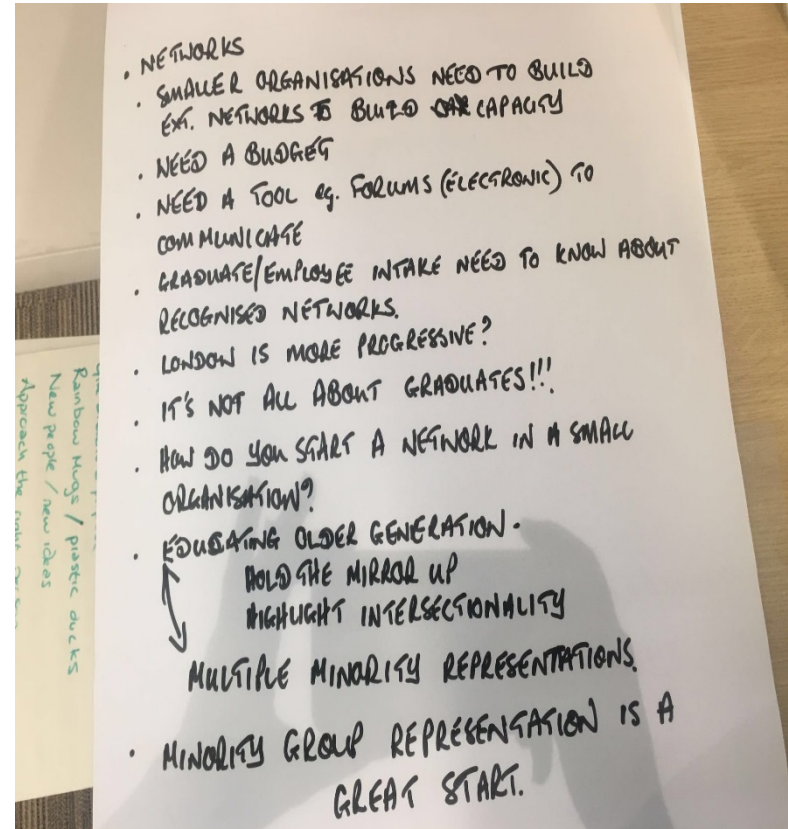 . NETWORKS
. SMALLER ORGANISATIONS NEED TO BUILD
EXT. NETWORKS TO BUILD CAPACITY
. NEED A BUDGET
. NEED A TOOL eg. FORUMS (ELECTRONIC) TO
COMMUNICATE
. GRADUATE/EMPLOYEE INTAKE NEED TO KNOW ABOUT
RECOGNISED NETWORKS.
. LONDON IS MORE PROGRESSIVE?
. IT'S NOT ALL ABOUT GRADUATES!!!
. HOW DO YOU START A NETWORK IN A SMALL
ORGANISATION?
. EDUCATING OLDER GENERATION.
HOLD THE MIRROR UP
HIGHLIGHT INTERSECTIONALITY
MULTIPLE MINORITY REPRESENTATIONS.
. MINORITY GROUP REPRESENTATION IS A
GREAT START.
Rainbow Mugs / plastic ducks
New people / new ideas
Approach the right